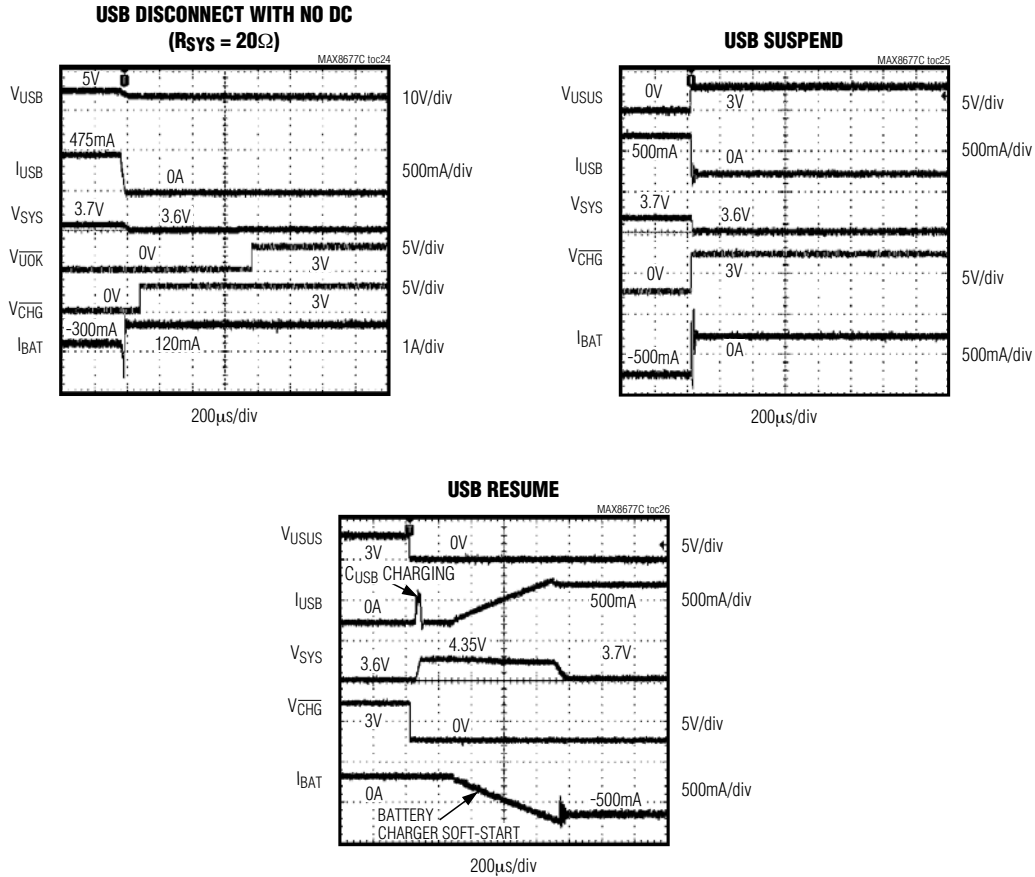 USB DISCONNECT WITH NO DC
(RSYS = 20Ω)
MAX8677C toc24
VUSB
5V
10V/div
475mA
IUSB
0A
500mA/div
VSYS
3.7V
3.6V
VUOK
0V
3V
5V/div
VCHG
0V
3V
5V/div
IBAT
-300mA
120mA
1A/div
200µs/div
USB SUSPEND
MAX8677C toc25
VUSUS
0V
3V
5V/div
IUSB
500mA
0A
500mA/div
VSYS
3.7V
3.6V
VCHG
0V
3V
5V/div
IBAT
-500mA
0A
500mA/div
200µs/div
USB RESUME
MAX8677C toc26
VUSUS
3V
0V
5V/div
CUSB CHARGING
IUSB
0A
500mA
500mA/div
VSYS
3.6V
4.35V
3.7V
VCHG
3V
0V
5V/div
IBAT
0A
-500mA
500mA/div
BATTERY
CHARGER SOFT-START
200µs/div